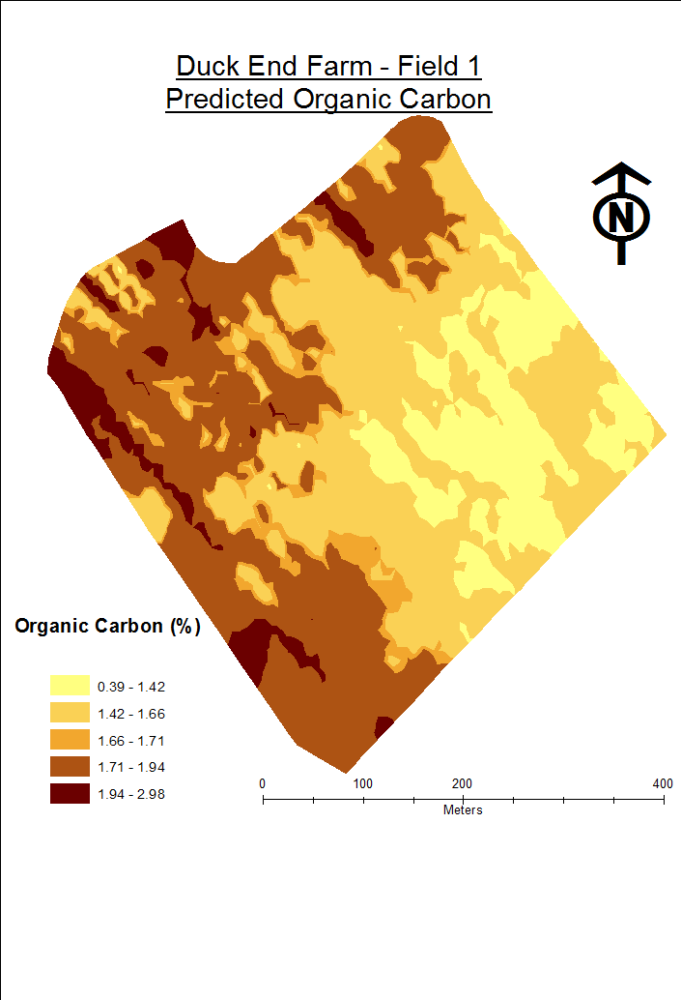 Duck End Farm - Field 1
Predicted Organic Carbon
N
Organic Carbon (%)
0.39 - 1.42
1.42 - 1.66
1.66 - 1.71
1.71 - 1.94
1.94 - 2.98
0 100 200 400
Meters